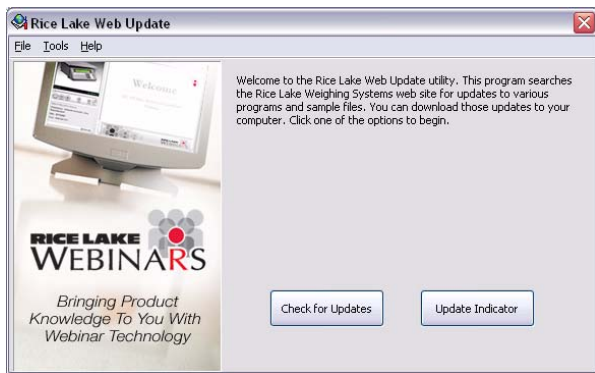 Rice Lake Web Update
File Tools Help
Welcome
Welcome to the Rice Lake Web Update utility. This program searches
the Rice Lake Weighing Systems web site for updates to various
programs and sample files. You can download those updates to your
computer. Click one of the options to begin.
RICE LAKE
WEBINARS
Bringing Product
Knowledge To You With
Webinar Technology
Check for Updates
Update Indicator